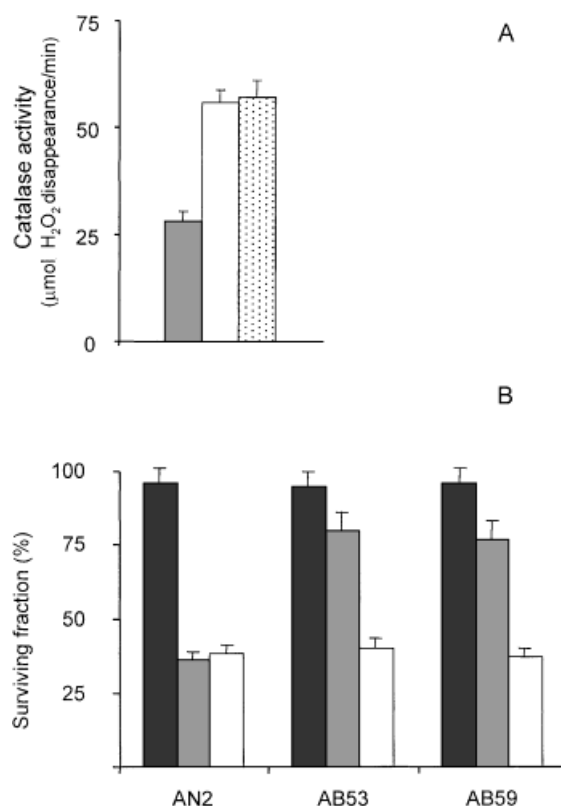 A
Catalase activity
(μmol H₂O₂ disappearance/min)
75
50
25
0
B
Surviving fraction (%)
100
75
50
25
AN2 AB53 AB59